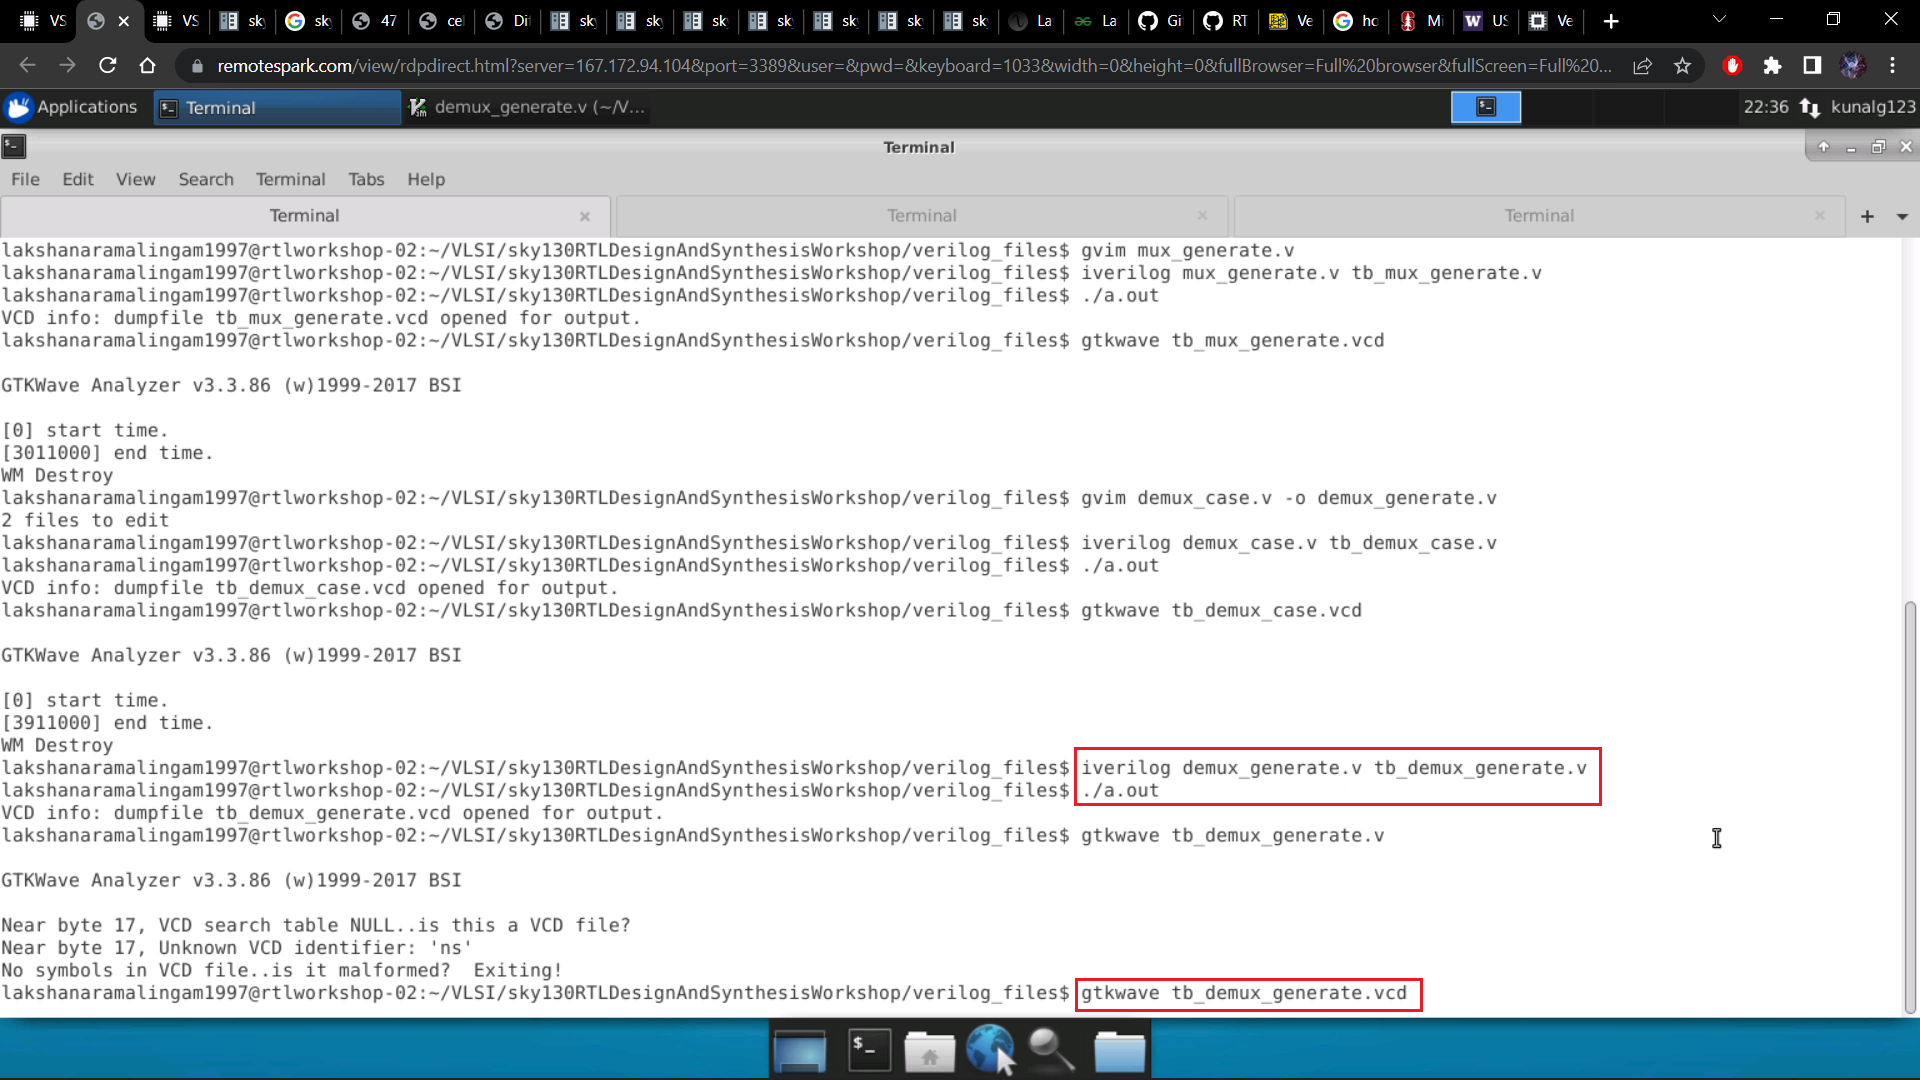 VS
VS
sky
sky
47
cel
Di
sky
sky
sky
sky
sky
sky
sky
La
La
Gi
RT
Ve
ho
Mi
US
Ve
remotespark.com/view/rdpdirect.html?server=167.172.94.104&port=3389&user=&pwd=&keyboard=1033&width=0&height=0&fullBrowser=Full%20browser&fullScreen=Full%20...
Applications
Terminal
demux_generate.v (~/V...
22:36
kunalg123
Terminal
File Edit View Search Terminal Tabs Help
Terminal
Terminal
Terminal
lakshanaramalingam1997@rtlworkshop-02:~/VLSI/sky130RTLDesignAndSynthesisWorkshop/verilog_files$ gvim mux_generate.v
lakshanaramalingam1997@rtlworkshop-02:~/VLSI/sky130RTLDesignAndSynthesisWorkshop/verilog_files$ iverilog mux_generate.v tb_mux_generate.v
lakshanaramalingam1997@rtlworkshop-02:~/VLSI/sky130RTLDesignAndSynthesisWorkshop/verilog_files$ ./a.out
VCD info: dumpfile tb_mux_generate.vcd opened for output.
lakshanaramalingam1997@rtlworkshop-02:~/VLSI/sky130RTLDesignAndSynthesisWorkshop/verilog_files$ gtkwave tb_mux_generate.vcd
GTKWave Analyzer v3.3.86 (w)1999-2017 BSI
[0] start time.
[3011000] end time.
WM Destroy
lakshanaramalingam1997@rtlworkshop-02:~/VLSI/sky130RTLDesignAndSynthesisWorkshop/verilog_files$ gvim demux_case.v -o demux_generate.v
2 files to edit
lakshanaramalingam1997@rtlworkshop-02:~/VLSI/sky130RTLDesignAndSynthesisWorkshop/verilog_files$ iverilog demux_case.v tb_demux_case.v
lakshanaramalingam1997@rtlworkshop-02:~/VLSI/sky130RTLDesignAndSynthesisWorkshop/verilog_files$ ./a.out
VCD info: dumpfile tb_demux_case.vcd opened for output.
lakshanaramalingam1997@rtlworkshop-02:~/VLSI/sky130RTLDesignAndSynthesisWorkshop/verilog_files$ gtkwave tb_demux_case.vcd
GTKWave Analyzer v3.3.86 (w)1999-2017 BSI
[0] start time.
[3911000] end time.
WM Destroy
lakshanaramalingam1997@rtlworkshop-02:~/VLSI/sky130RTLDesignAndSynthesisWorkshop/verilog_files$ iverilog demux_generate.v tb_demux_generate.v
lakshanaramalingam1997@rtlworkshop-02:~/VLSI/sky130RTLDesignAndSynthesisWorkshop/verilog_files$ ./a.out
VCD info: dumpfile tb_demux_generate.vcd opened for output.
lakshanaramalingam1997@rtlworkshop-02:~/VLSI/sky130RTLDesignAndSynthesisWorkshop/verilog_files$ gtkwave tb_demux_generate.v
GTKWave Analyzer v3.3.86 (w)1999-2017 BSI
Near byte 17, VCD search table NULL..is this a VCD file?
Near byte 17, Unknown VCD identifier: 'ns'
No symbols in VCD file..is it malformed?  Exiting!
lakshanaramalingam1997@rtlworkshop-02:~/VLSI/sky130RTLDesignAndSynthesisWorkshop/verilog_files$ gtkwave tb_demux_generate.vcd